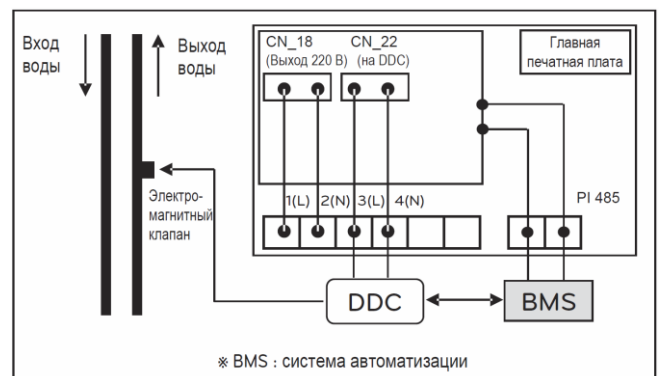 Вход
воды
Выход
воды
CN_18
(Выход 220 В)
CN_22
(на DDC)
Главная
печатная плата
Электро-
магнитный
клапан
1(L) 2(N) 3(L) 4(N)
PI 485
DDC
BMS
※ BMS : система автоматизации